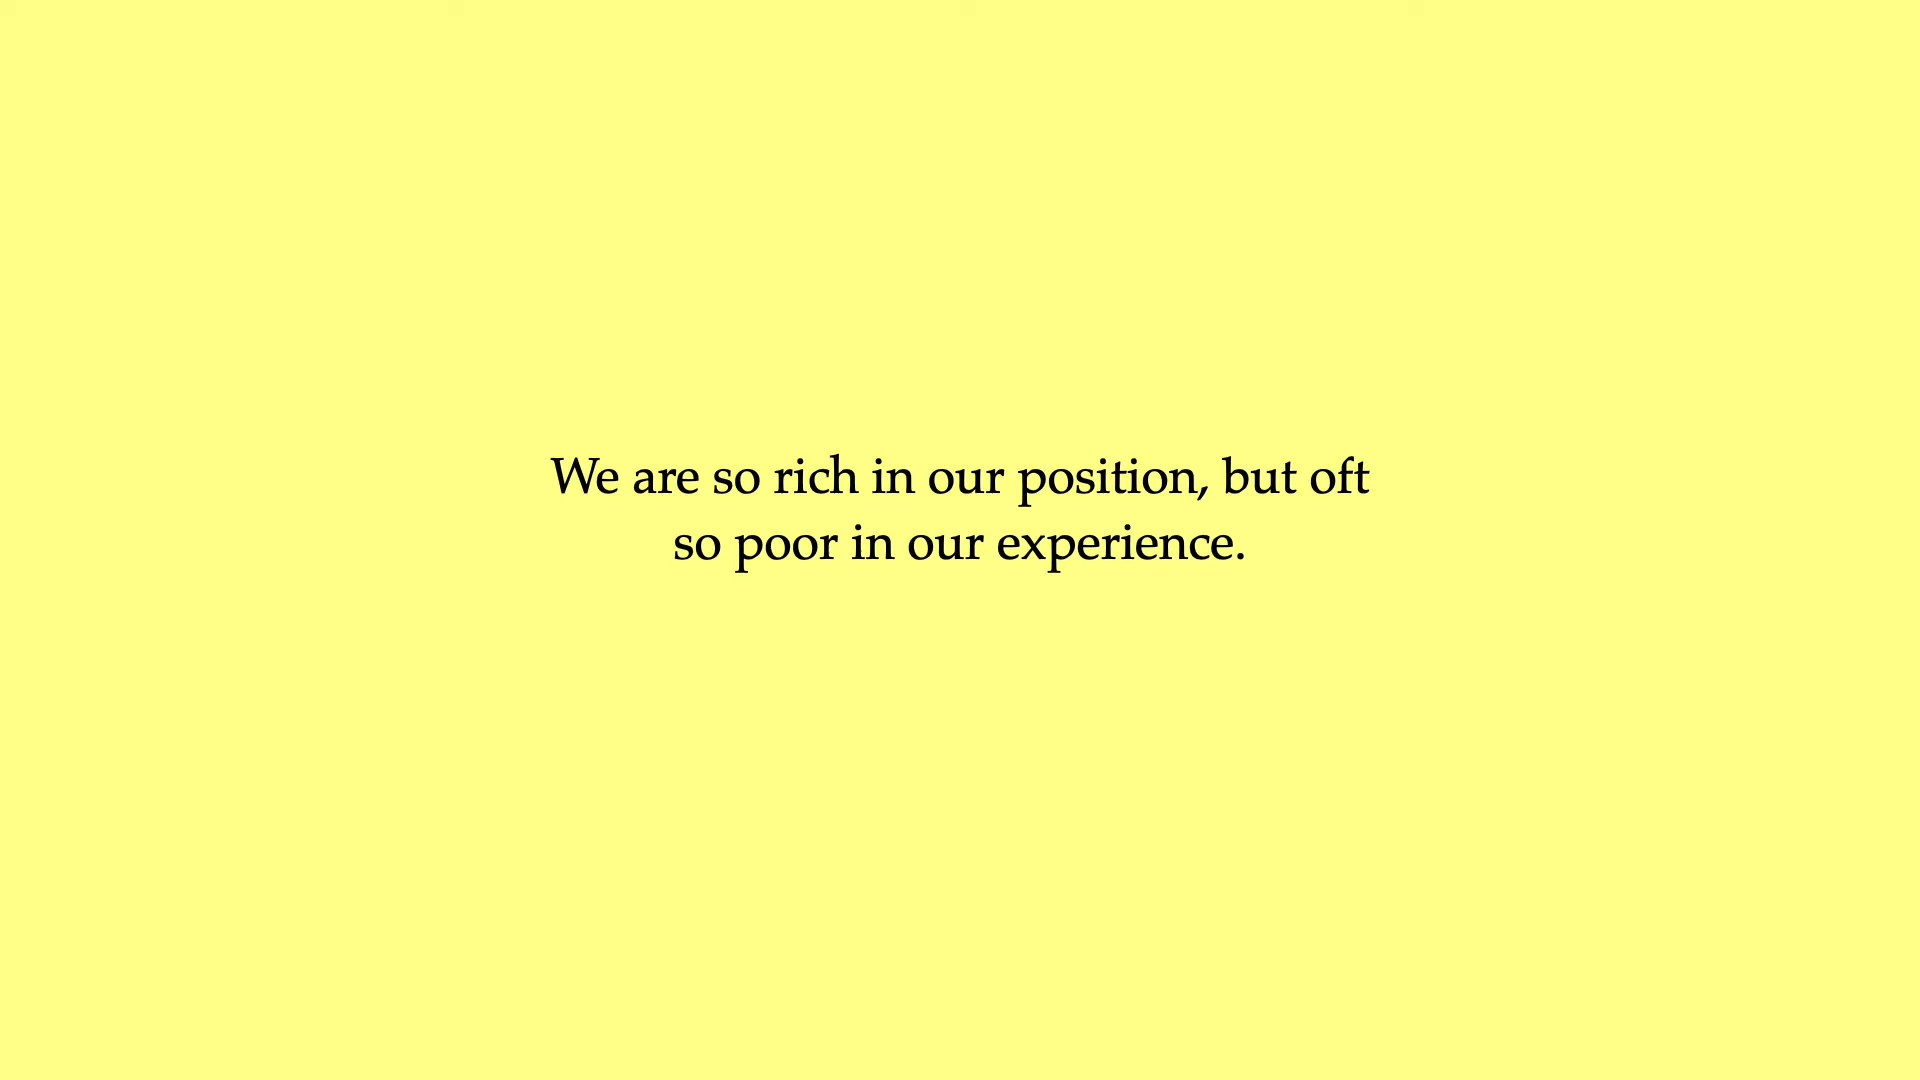 We are so rich in our position, but oft
so poor in our experience.